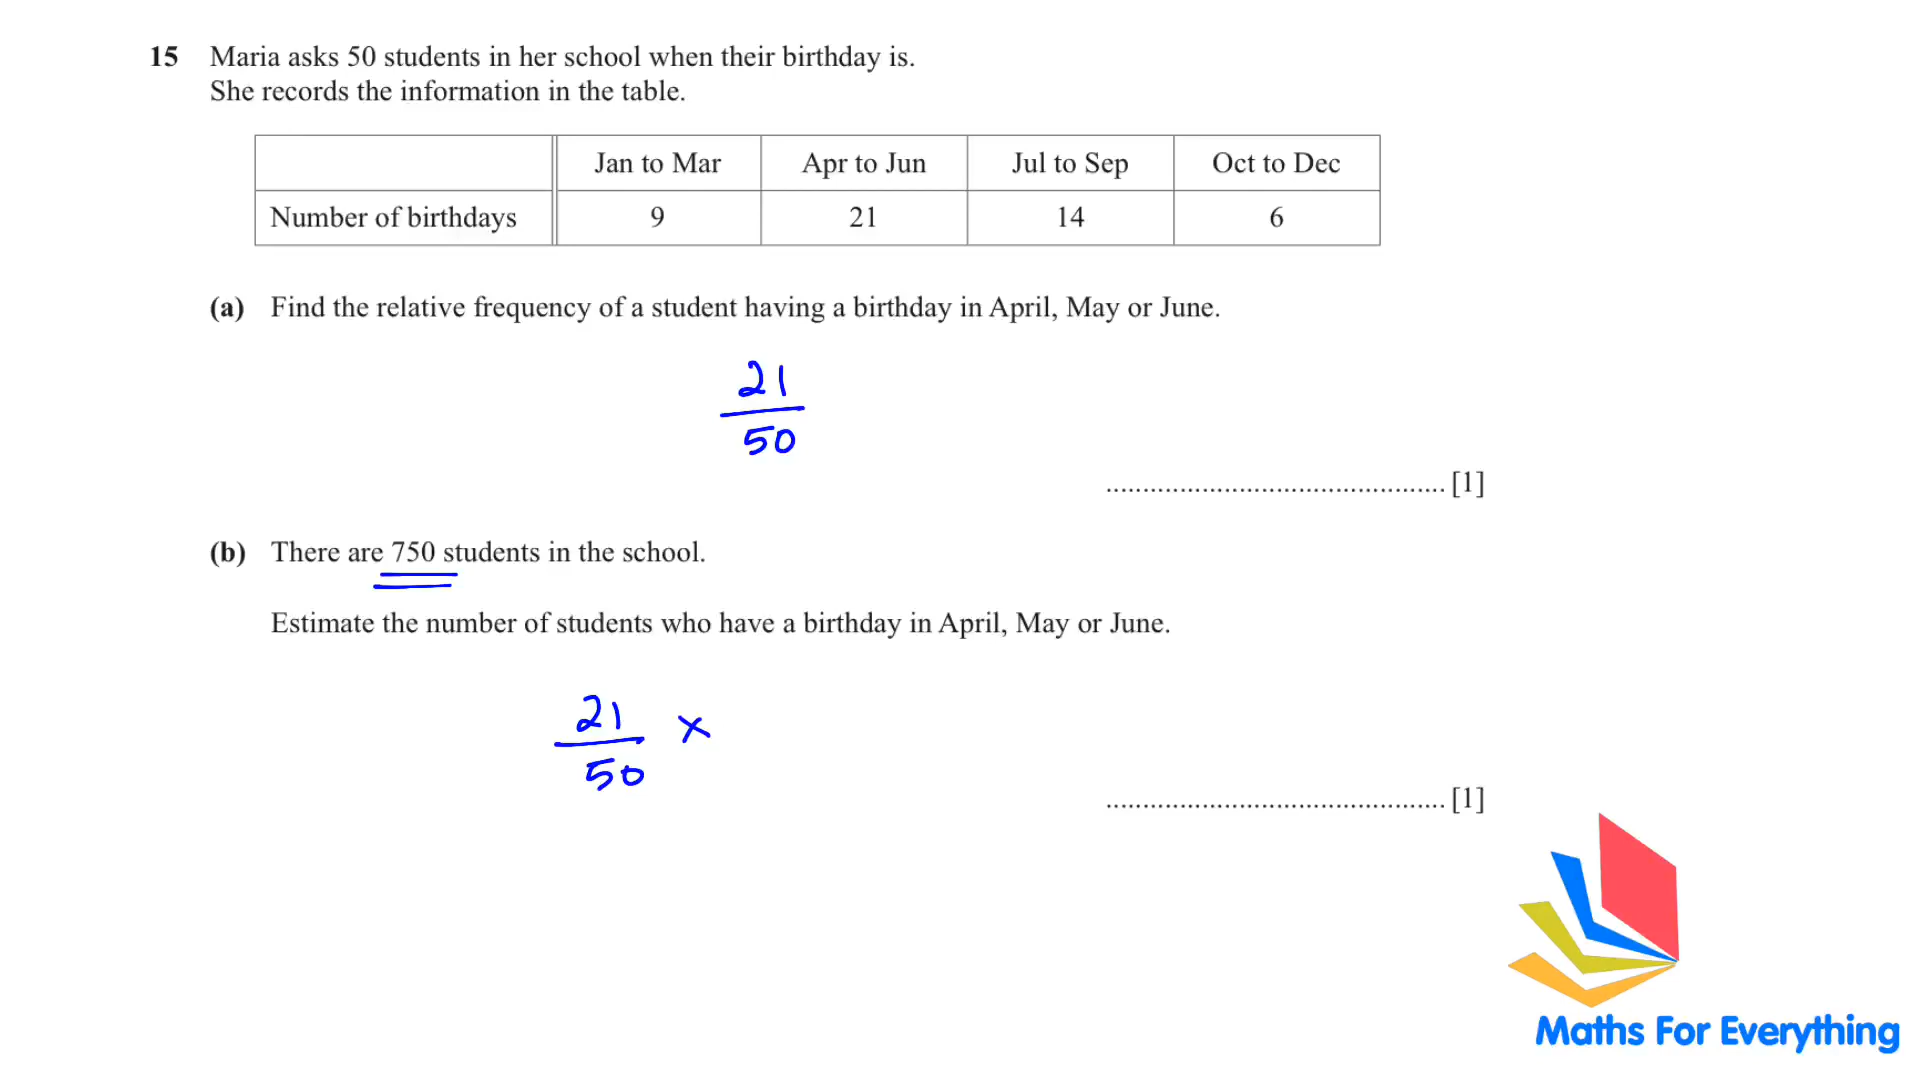 15 Maria asks 50 students in her school when their birthday is.
She records the information in the table.
Jan to Mar Apr to Jun Jul to Sep Oct to Dec
Number of birthdays 9 21 14 6
(a) Find the relative frequency of a student having a birthday in April, May or June.
21
50
.............................................. [1]
(b) There are 750 students in the school.
Estimate the number of students who have a birthday in April, May or June.
21 ×
50
.............................................. [1]
Maths For Everything